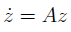 ż = Az